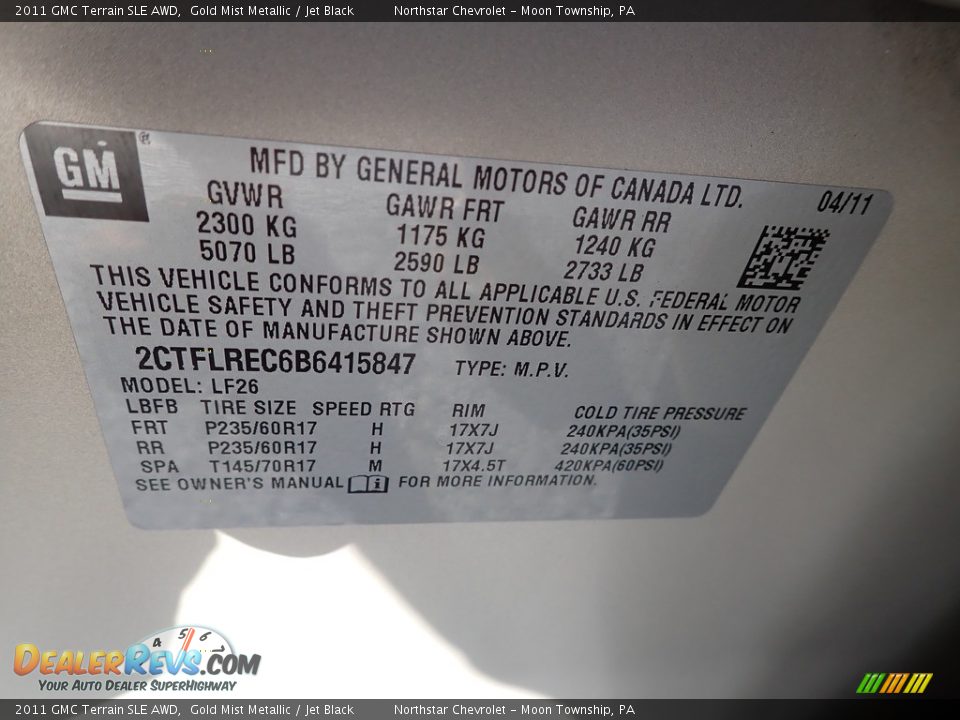 2011 GMC Terrain SLE AWD, Gold Mist Metallic / Jet Black Northstar Chevrolet – Moon Township, PA
GM®
MFD BY GENERAL MOTORS OF CANADA LTD.
04/11
GVWR GAWR FRT GAWR RR
2300 KG 1175 KG 1240 KG
5070 LB 2590 LB 2733 LB
THIS VEHICLE CONFORMS TO ALL APPLICABLE U.S. FEDERAL MOTOR
VEHICLE SAFETY AND THEFT PREVENTION STANDARDS IN EFFECT ON
THE DATE OF MANUFACTURE SHOWN ABOVE.
2CTFLREC6B6415847 TYPE: M.P.V.
MODEL: LF26
LBFB TIRE SIZE SPEED RTG RIM COLD TIRE PRESSURE
FRT P235/60R17 H 17X7J 240KPA(35PSI)
RR P235/60R17 H 17X7J 240KPA(35PSI)
SPA T145/70R17 M 17X4.5T 420KPA(60PSI)
SEE OWNER'S MANUAL i FOR MORE INFORMATION.
4 5 6 7
DEALERREVS.COM
YOUR AUTO DEALER SUPERHIGHWAY
2011 GMC Terrain SLE AWD, Gold Mist Metallic / Jet Black Northstar Chevrolet – Moon Township, PA